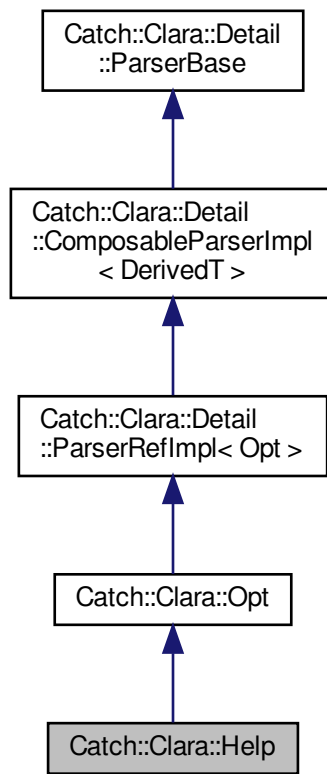 Catch::Clara::Detail
::ParserBase
Catch::Clara::Detail
::ComposableParserImpl
< DerivedT >
Catch::Clara::Detail
::ParserRefImpl< Opt >
Catch::Clara::Opt
Catch::Clara::Help